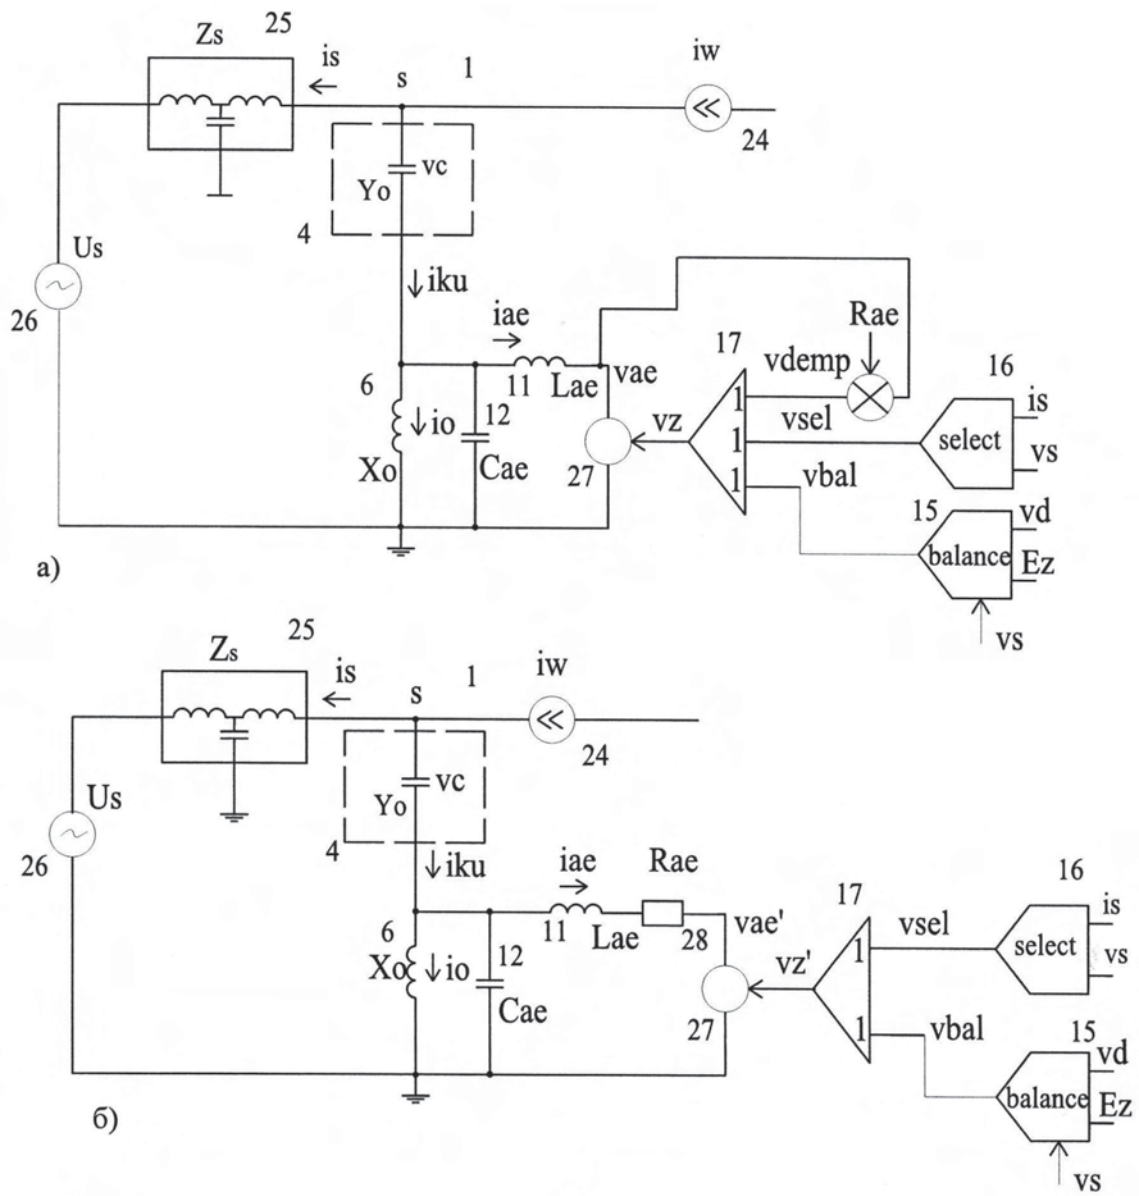 Zs 25
is
s
1
iw
24
vc
Yo
4
Us
26
iku
iae
6
11
Lae
vae
12
io
Xo
Cae
27
vz
17
vdemp
Rae
vsel
vbal
1
1
1
16
select
is
vs
15
balance
vd
Ez
vs
а)
Zs 25
is
s
1
iw
24
vc
Yo
4
Us
26
iku
iae
Rae
6
11
Lae
28
vae'
12
Xo
io
Cae
27
vz'
17
vsel
vbal
1
1
16
select
is
vs
15
balance
vd
Ez
vs
б)